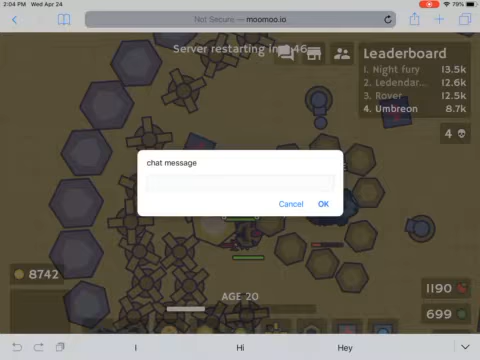 2:04 PM Wed Apr 24
79%
Not Secure — moomoo.io
Server restarting in 46
Leaderboard
1. Night fury 13.5k
2. Ledendar... 12.6k
3. Rover 12.5k
4. Umbreon 8.7k
4
chat message
Cancel OK
8742
AGE 20
1190
699
I Hi Hey